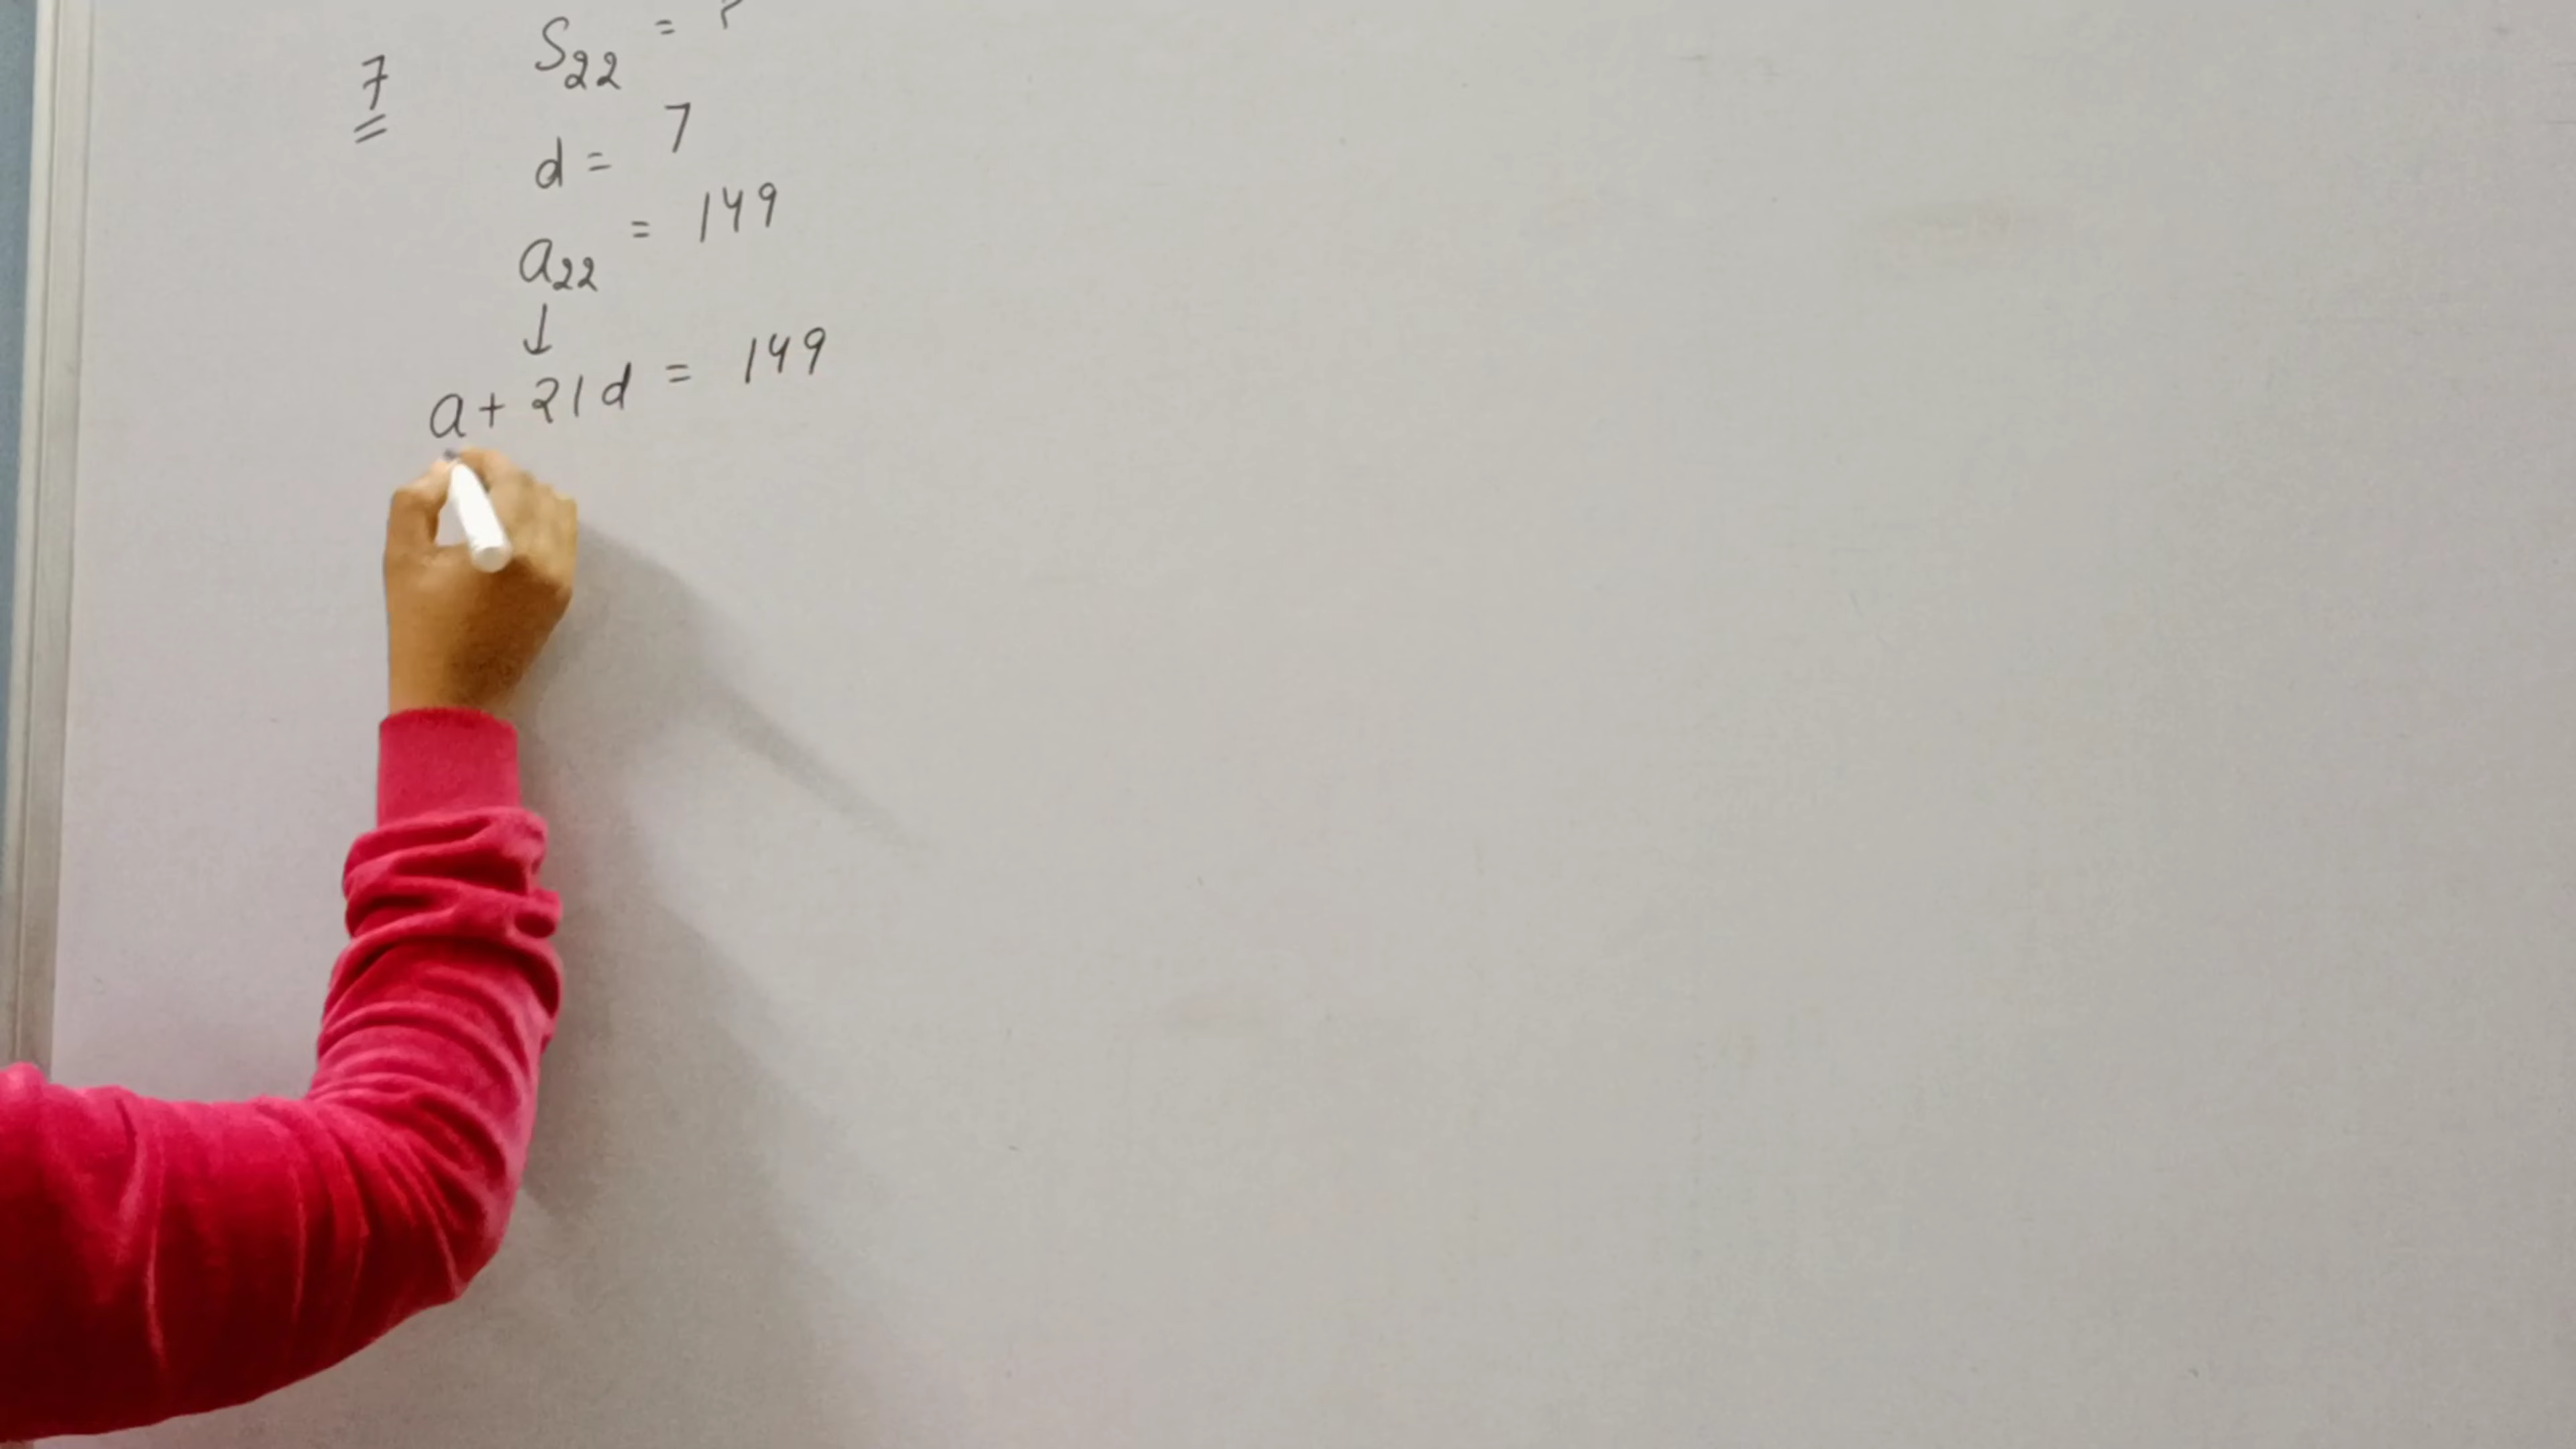 7 S22 =
d = 7
a22 = 149
↓
a + 21d = 149